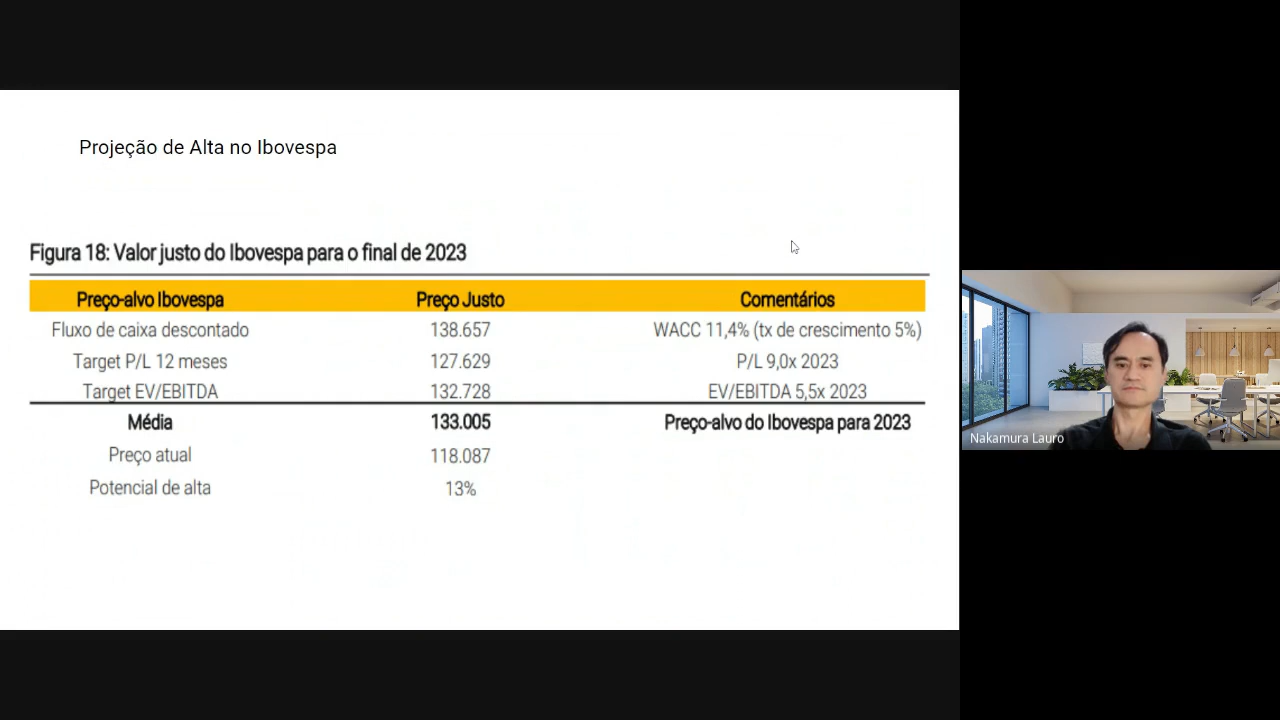 Projeção de Alta no Ibovespa
Figura 18: Valor justo do Ibovespa para o final de 2023
Preço-alvo Ibovespa Preço Justo Comentários
Fluxo de caixa descontado 138.657 WACC 11,4% (tx de crescimento 5%)
Target P/L 12 meses 127.629 P/L 9,0x 2023
Target EV/EBITDA 132.728 EV/EBITDA 5,5x 2023
Média 133.005 Preço-alvo do Ibovespa para 2023
Preço atual 118.087
Potencial de alta 13%
Nakamura Lauro